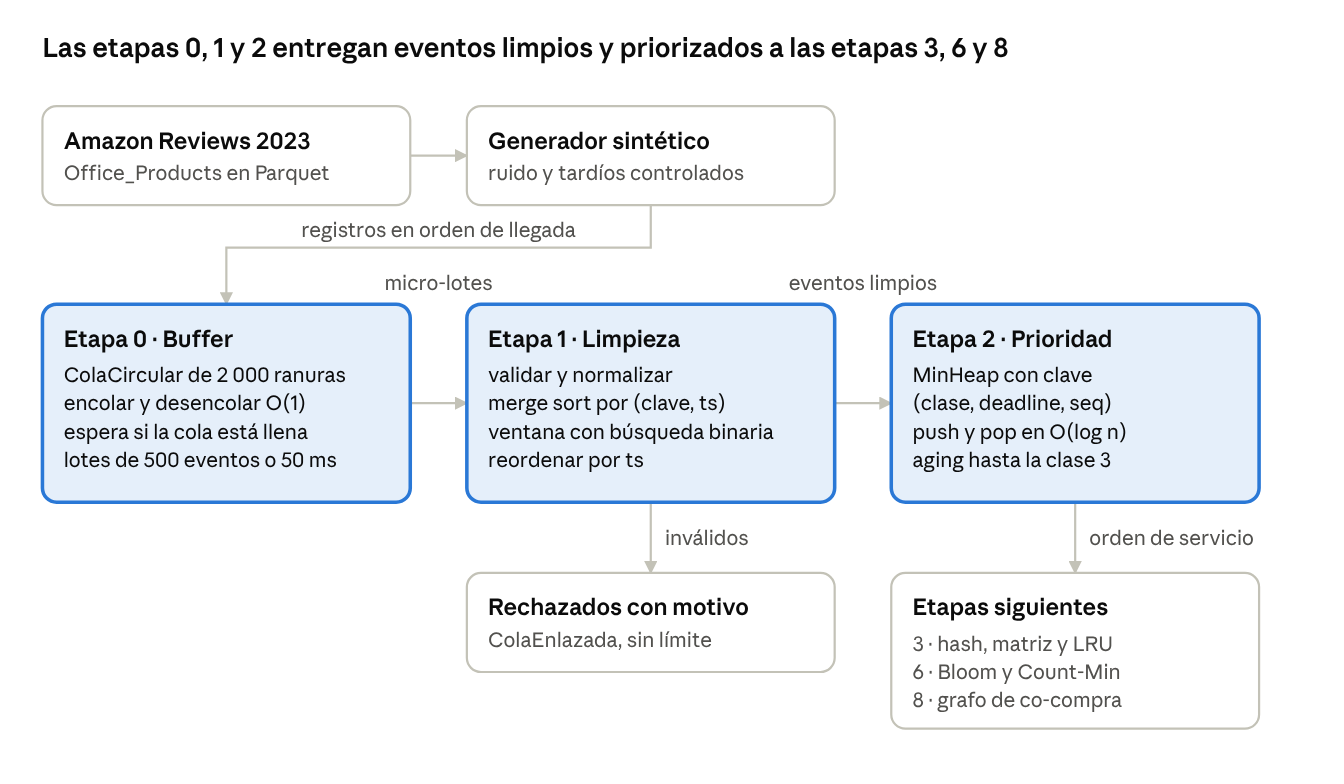 Las etapas 0, 1 y 2 entregan eventos limpios y priorizados a las etapas 3, 6 y 8
Amazon Reviews 2023
Office_Products en Parquet
Generador sintético
ruido y tardíos controlados
registros en orden de llegada
micro-lotes
eventos limpios
Etapa 0 · Buffer
ColaCircular de 2 000 ranuras
encolar y desencolar O(1)
espera si la cola está llena
lotes de 500 eventos o 50 ms
Etapa 1 · Limpieza
validar y normalizar
merge sort por (clave, ts)
ventana con búsqueda binaria
reordenar por ts
Etapa 2 · Prioridad
MinHeap con clave
(clase, deadline, seq)
push y pop en O(log n)
aging hasta la clase 3
inválidos
orden de servicio
Rechazados con motivo
ColaEnlazada, sin límite
Etapas siguientes
3 · hash, matriz y LRU
6 · Bloom y Count-Min
8 · grafo de co-compra